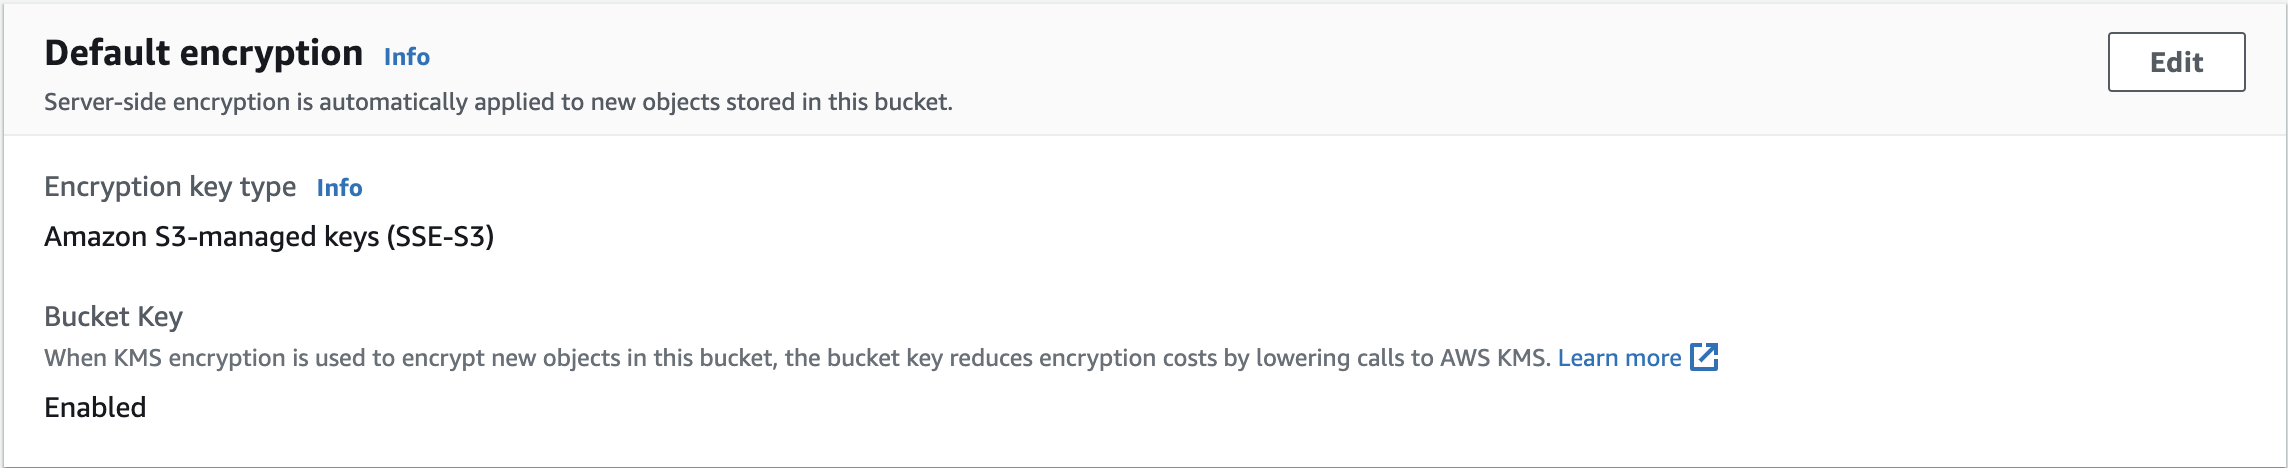 Default encryption Info
Edit
Server-side encryption is automatically applied to new objects stored in this bucket.
Encryption key type Info
Amazon S3-managed keys (SSE-S3)
Bucket Key
When KMS encryption is used to encrypt new objects in this bucket, the bucket key reduces encryption costs by lowering calls to AWS KMS. Learn more
Enabled